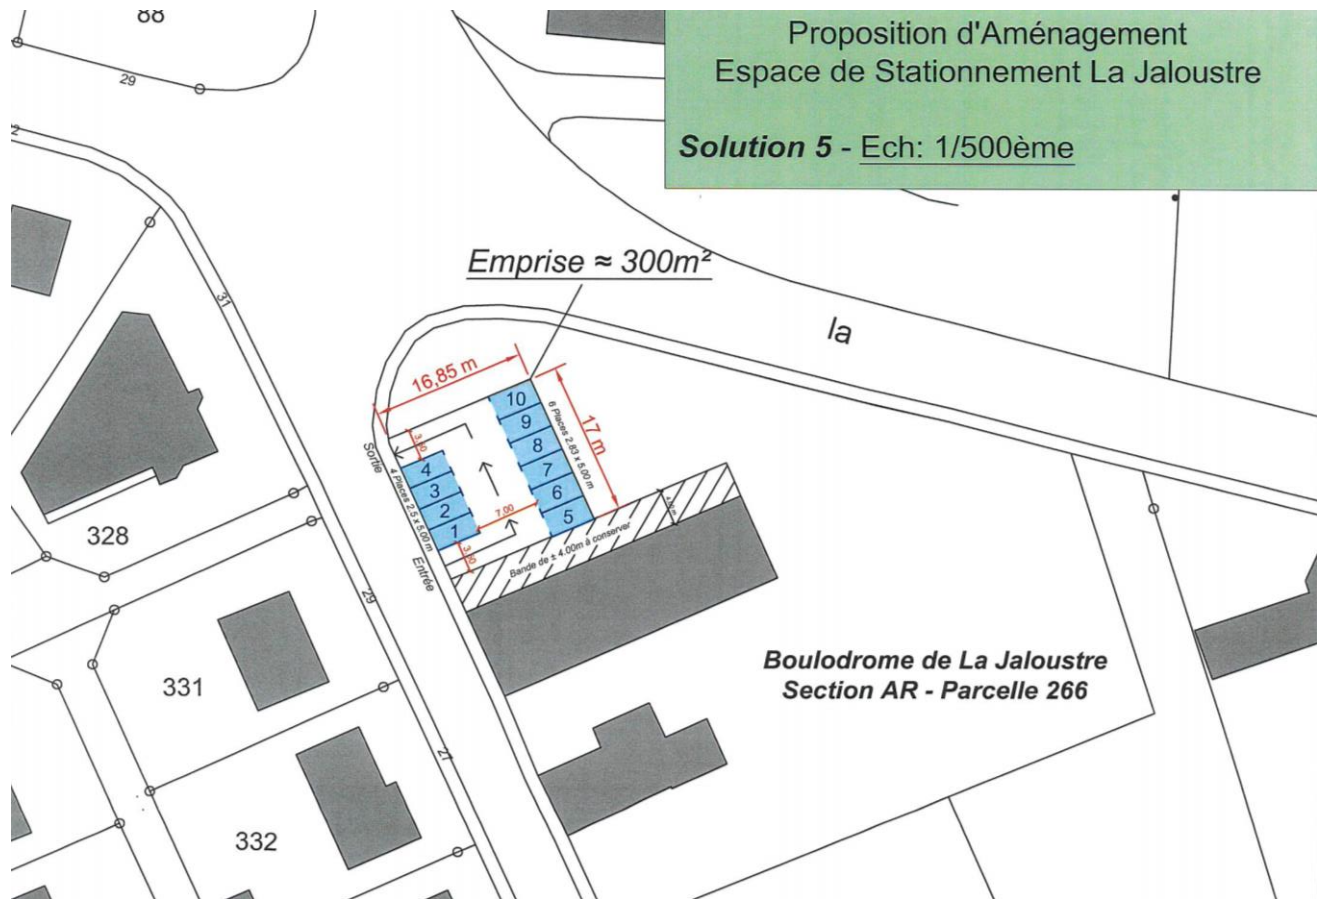 88
29
Proposition d'Aménagement
Espace de Stationnement La Jaloustre
Solution 5 - Ech: 1/500ème
2
31
Emprise ≈ 300m²
la
16,85 m
17 m
10
9
8
7
6
5
6 Places 2.83 x 5.00 m
Sortie
4
3
2
1
4 Places 2.5 x 5.00 m
7.00
Entrée
Bande de ± 4.00m à conserver
328
29
331
27
332
Boulodrome de La Jaloustre
Section AR - Parcelle 266